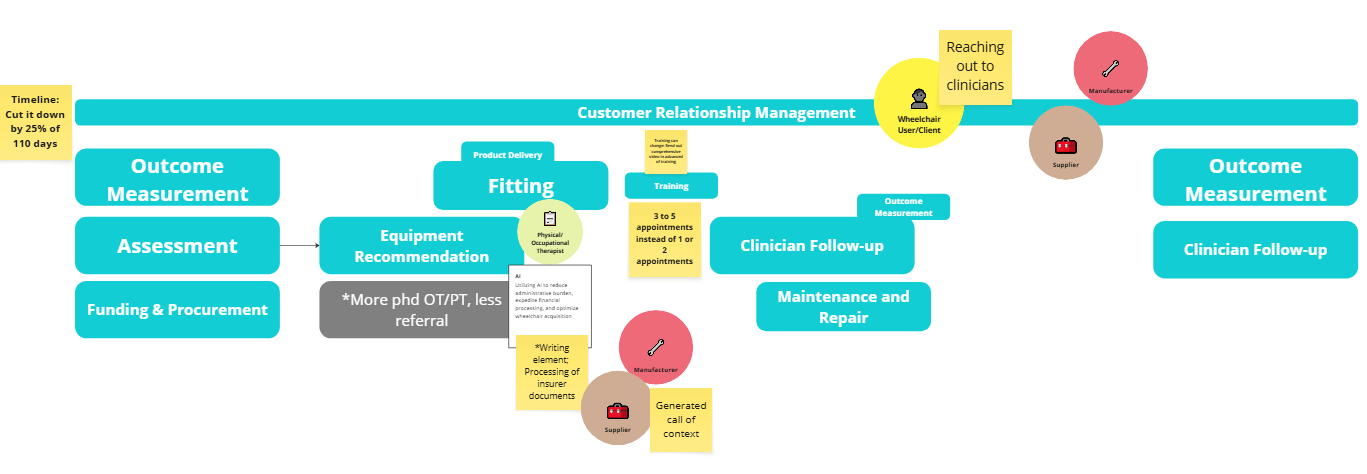 Reaching
out to
clinicians
Manufacturer
Timeline:
Cut it down
by 25% of
110 days
Customer Relationship Management
Wheelchair
User/Client
Supplier
Outcome
Measurement
Product Delivery
Fitting
Training can
change: Send out
comprehensive
video in advanced
of training
Training
Outcome
Measurement
Assessment
Equipment
Recommendation
Physical/
Occupational
Therapist
3 to 5
appointments
instead of 1 or
2
appointments
Outcome
Measurement
Clinician Follow-up
Clinician Follow-up
Funding & Procurement
*More phd OT/PT, less
referral
AI
Utilizing AI to reduce
administrative burden,
expedite financial
processing, and optimize
wheelchair acquisition
Maintenance and
Repair
*Writing
element;
Processing of
insurer
documents
Manufacturer
Supplier
Generated
call of
context